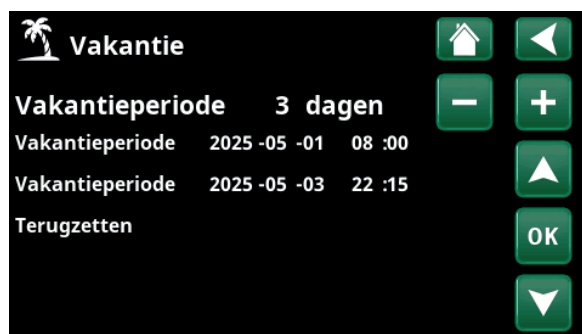 Vakantie
Vakantieperiode 3 dagen
Vakantieperiode 2025 -05 -01 08 :00
Vakantieperiode 2025 -05 -03 22 :15
Terugzetten
OK